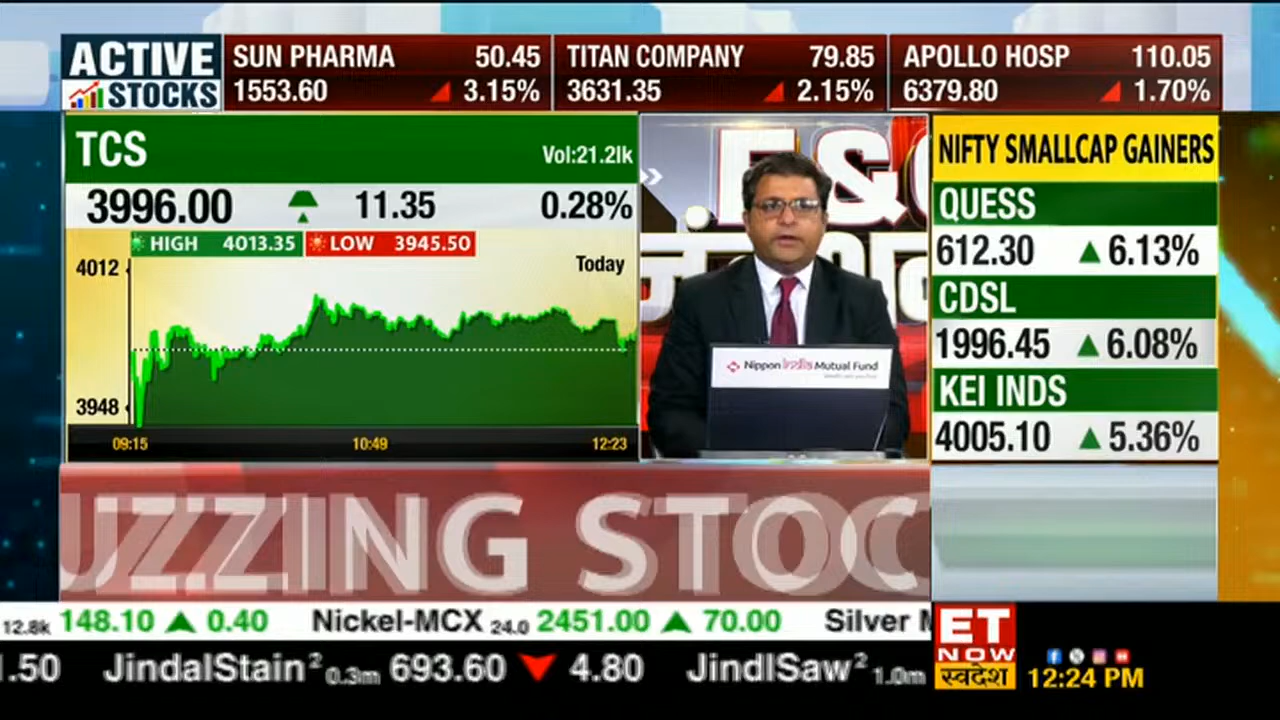 ACTIVE
STOCKS
SUN PHARMA 50.45
1553.60 3.15%
TITAN COMPANY 79.85
3631.35 2.15%
APOLLO HOSP 110.05
6379.80 1.70%
TCS Vol:21.2lk
3996.00 11.35 0.28%
HIGH 4013.35 LOW 3945.50
Today
4012
3948
09:15 10:49 12:23
E&
Nippon India Mutual Fund
NIFTY SMALLCAP GAINERS
QUESS
612.30 ▲ 6.13%
CDSL
1996.45 ▲ 6.08%
KEI INDS
4005.10 ▲ 5.36%
UZZING STOC
12.8k 148.10 ▲ 0.40 Nickel-MCX 24.0 2451.00 ▲ 70.00 Silver M
.50 JindalStain² 0.3m 693.60 ▼ 4.80 JindlSaw² 1.0m
ET
NOW
स्वदेश
12:24 PM